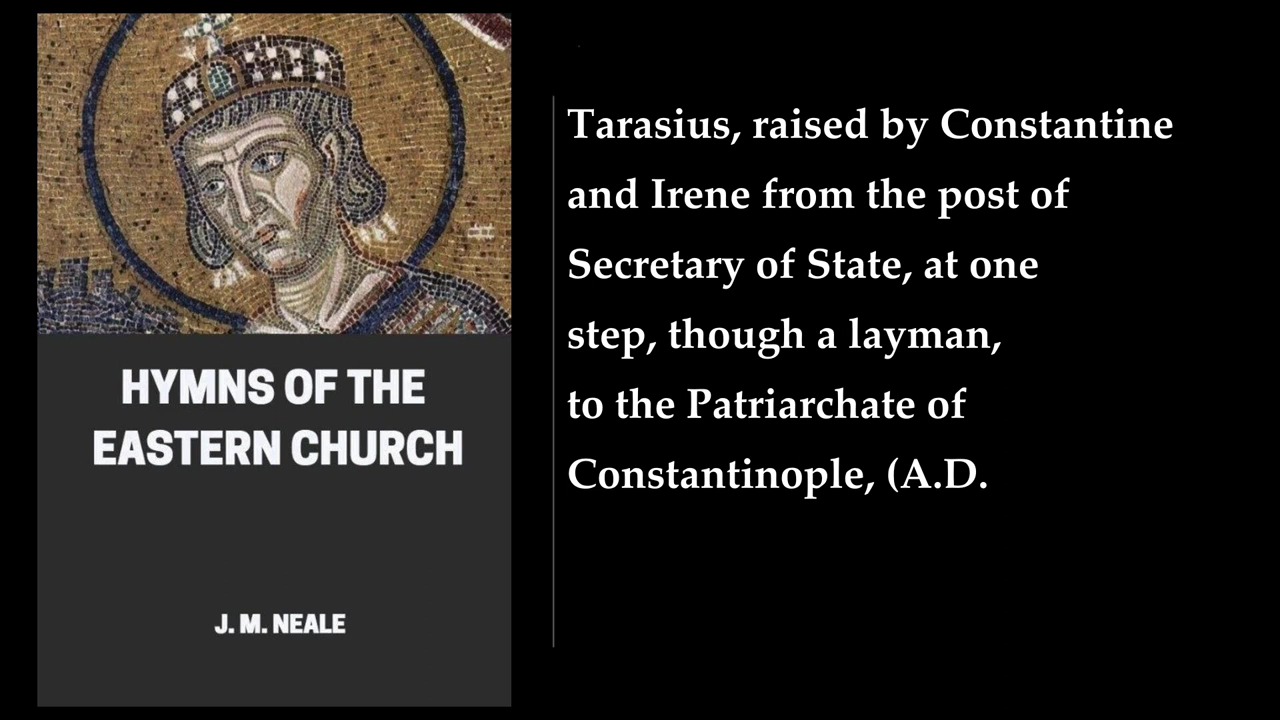 HYMNS OF THE
EASTERN CHURCH
J. M. NEALE
Tarasius, raised by Constantine
and Irene from the post of
Secretary of State, at one
step, though a layman,
to the Patriarchate of
Constantinople, (A.D.